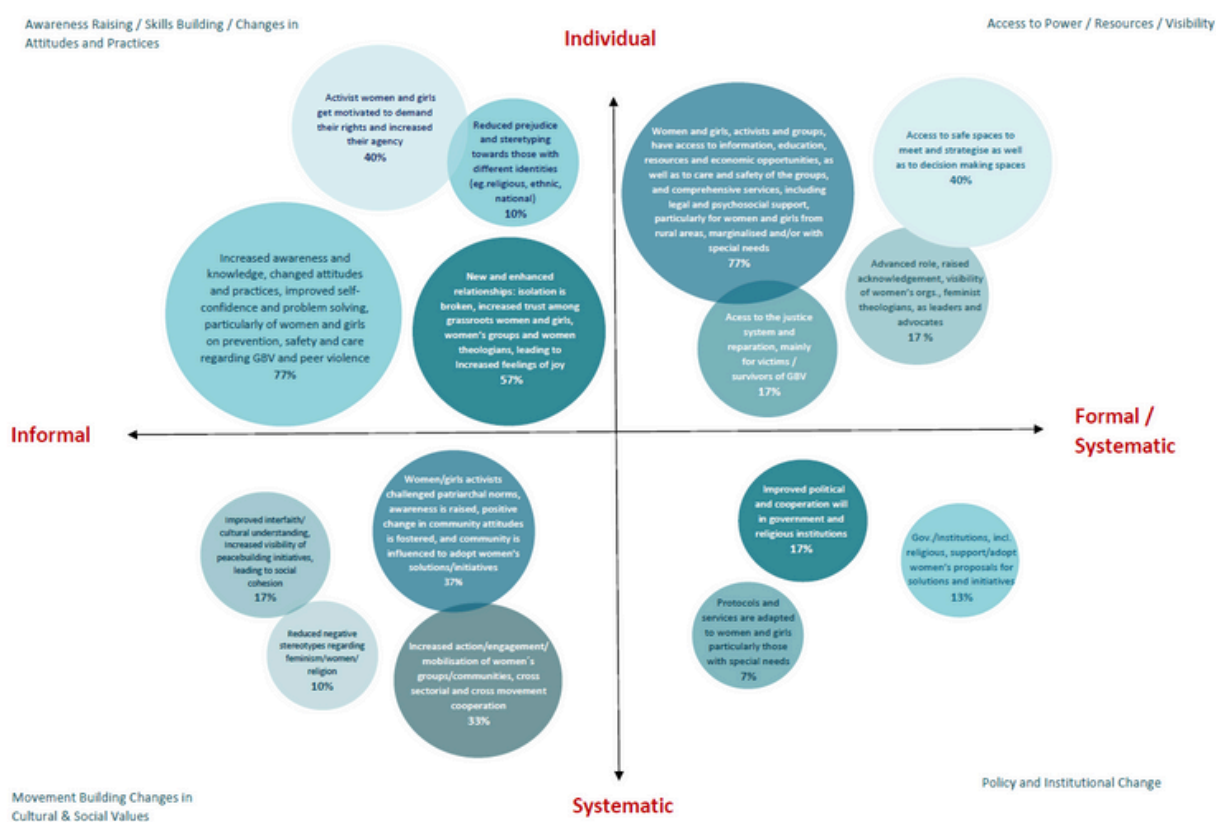 Awareness Raising / Skills Building / Changes in
Attitudes and Practices
Individual
Access to Power / Resources / Visibility
Activist women and girls
get motivated to demand
their rights and increased
their agency
40%
Reduced prejudice
and steretyping
towards those with
different identities
(eg.religious, ethnic,
national)
10%
Women and girls, activists and groups,
have access to information, education,
resources and economic opportunities, as
well as to care and safety of the groups,
and comprehensive services, including
legal and psychosocial support,
particularly for women and girls from
rural areas, marginalised and/or with
special needs
77%
Access to safe spaces to
meet and strategise as well
as to decision making spaces
40%
Increased awareness and
knowledge, changed attitudes
and practices, improved self-
confidence and problem solving,
particularly of women and girls
on prevention, safety and care
regarding GBV and peer violence
77%
New and enhanced
relationships: isolation is
broken, increased trust among
grassroots women and girls,
women's groups and women
theologians, leading to
Increased feelings of joy
57%
Acess to the justice
system and
reparation, mainly
for victims /
survivors of GBV
17%
Advanced role, raised
acknowledgement, visibility
of women's orgs., feminist
theologians, as leaders and
advocates
17 %
Informal
Formal /
Systematic
Improved interfaith/
cultural understanding,
Increased visibility of
peacebuilding initiatives,
leading to social
cohesion
17%
Women/girls activists
challenged patriarchal norms,
awareness is raised, positive
change in community attitudes
is fostered, and community is
influenced to adopt women's
solutions/initiatives
37%
Improved political
and cooperation will
in government and
religious institutions
17%
Gov./institutions, incl.
religious, support/adopt
women's proposals for
solutions and initiatives
13%
Reduced negative
stereotypes regarding
feminism/women/
religion
10%
Increased action/engagement/
mobilisation of women´s
groups/communities, cross
sectorial and cross movement
cooperation
33%
Protocols and
services are adapted
to women and girls
particularly those
with special needs
7%
Movement Building Changes in
Cultural & Social Values
Systematic
Policy and Institutional Change